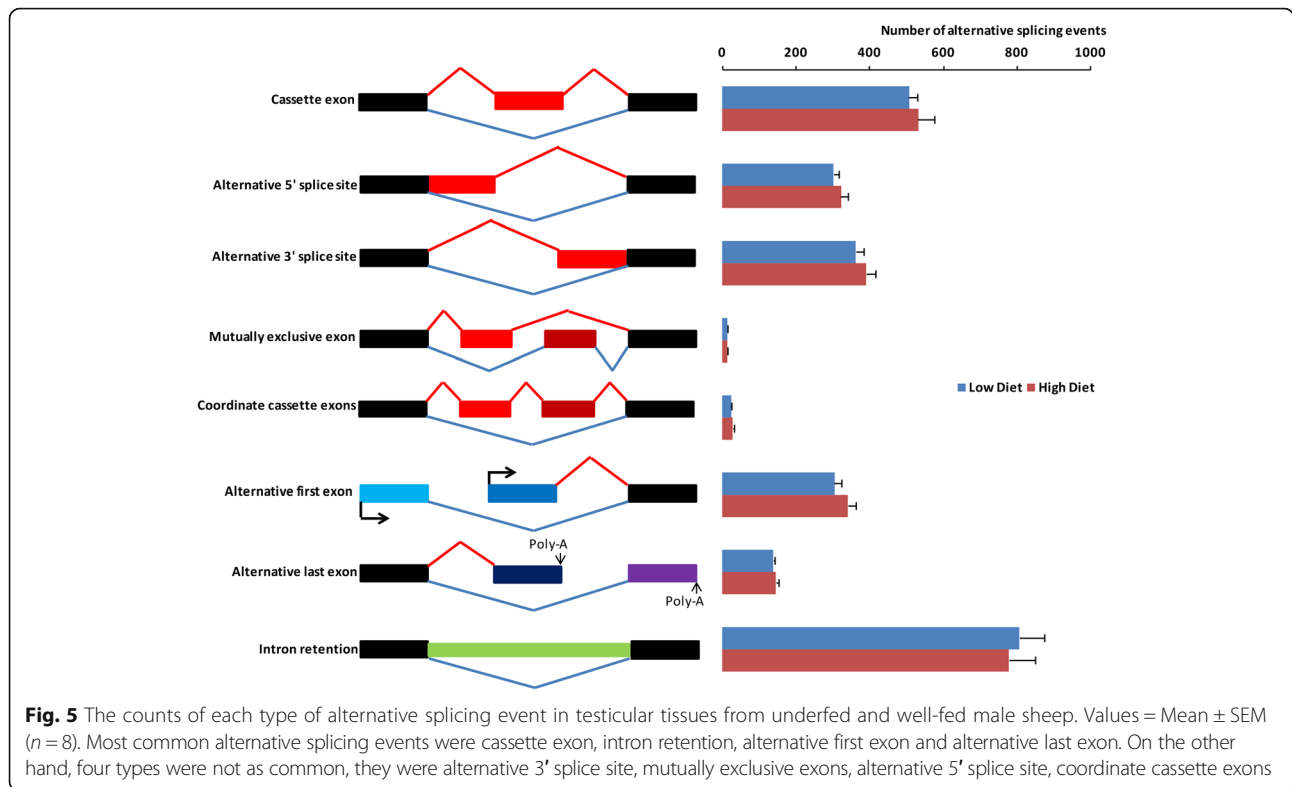 Number of alternative splicing events
0 200 400 600 800 1000
Cassette exon
Alternative 5' splice site
Alternative 3' splice site
Mutually exclusive exon
Low Diet High Diet
Coordinate cassette exons
Alternative first exon
Poly-A
Alternative last exon
Poly-A
Intron retention
Fig. 5 The counts of each type of alternative splicing event in testicular tissues from underfed and well-fed male sheep. Values = Mean ± SEM
(n = 8). Most common alternative splicing events were cassette exon, intron retention, alternative first exon and alternative last exon. On the other
hand, four types were not as common, they were alternative 3′ splice site, mutually exclusive exons, alternative 5′ splice site, coordinate cassette exons